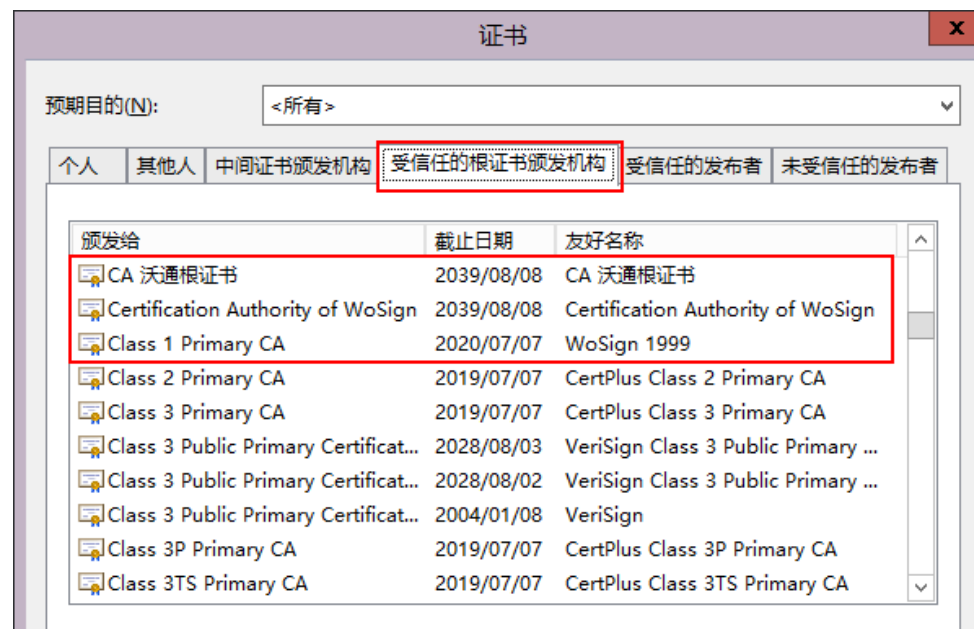 证书
x
预期目的(N):
<所有>
个人 其他人 中间证书颁发机构 受信任的根证书颁发机构 受信任的发布者 未受信任的发布者
颁发给 截止日期 友好名称
CA 沃通根证书 2039/08/08 CA 沃通根证书
Certification Authority of WoSign 2039/08/08 Certification Authority of WoSign
Class 1 Primary CA 2020/07/07 WoSign 1999
Class 2 Primary CA 2019/07/07 CertPlus Class 2 Primary CA
Class 3 Primary CA 2019/07/07 CertPlus Class 3 Primary CA
Class 3 Public Primary Certificat... 2028/08/03 VeriSign Class 3 Public Primary ...
Class 3 Public Primary Certificat... 2028/08/02 VeriSign Class 3 Public Primary ...
Class 3 Public Primary Certificat... 2004/01/08 VeriSign
Class 3P Primary CA 2019/07/07 CertPlus Class 3P Primary CA
Class 3TS Primary CA 2019/07/07 CertPlus Class 3TS Primary CA